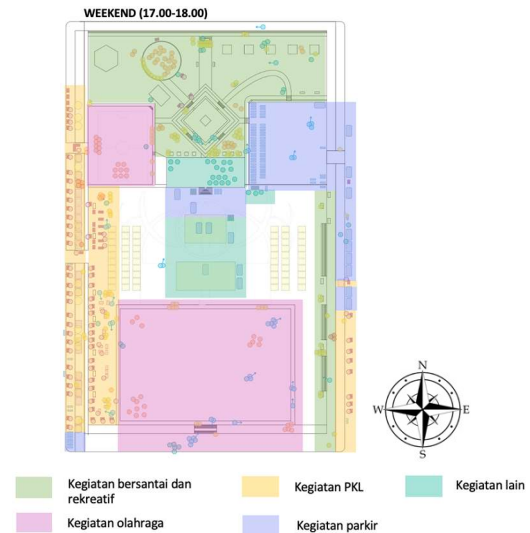 WEEKEND (17.00-18.00)
N
W
E
S
Kegiatan bersantai dan
rekreatif
Kegiatan PKL
Kegiatan lain
Kegiatan olahraga
Kegiatan parkir